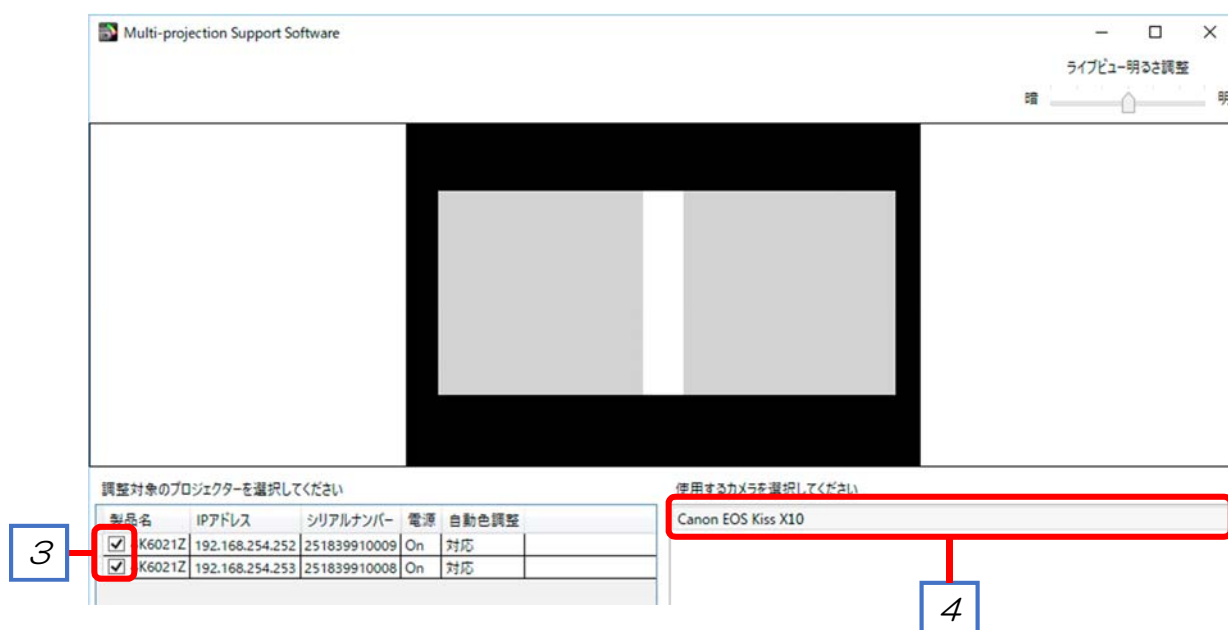 Multi-projection Support Software
ライブビュー明るさ調整
暗 明
調整対象のプロジェクターを選択してください
使用するカメラを選択してください
製品名 IPアドレス シリアルナンバー 電源 自動色調整
K6021Z 192.168.254.252 251839910009 On 対応
K6021Z 192.168.254.253 251839910008 On 対応
Canon EOS Kiss X10
3
4